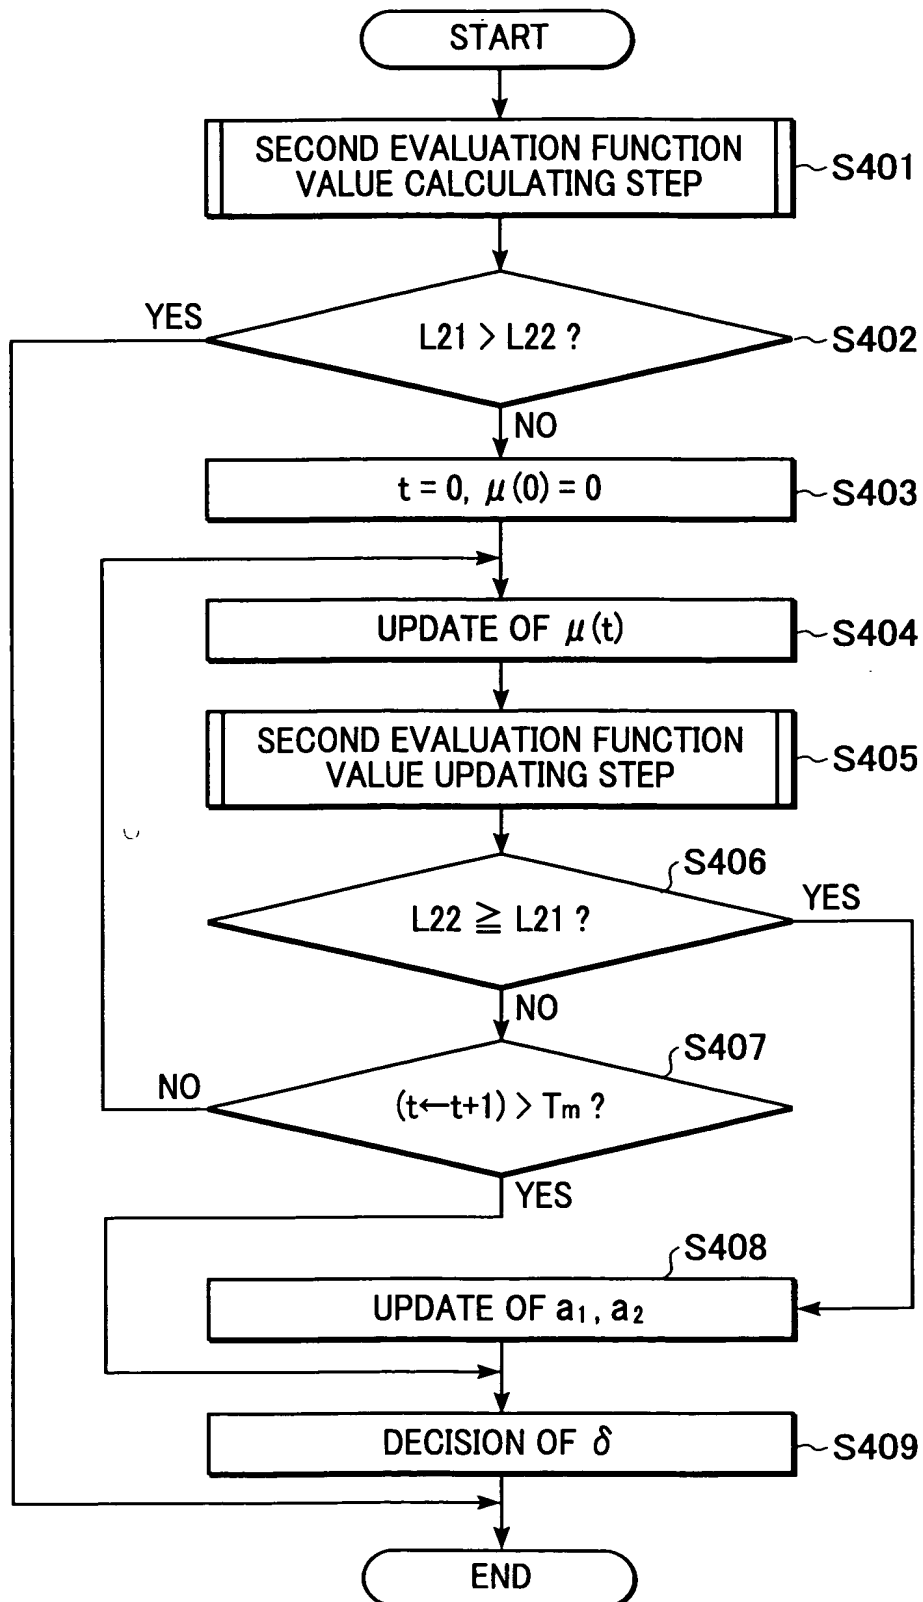 START
SECOND EVALUATION FUNCTION
VALUE CALCULATING STEP
S401
YES
L21 > L22 ?
S402
NO
t = 0, μ(0) = 0
S403
UPDATE OF μ(t)
S404
SECOND EVALUATION FUNCTION
VALUE UPDATING STEP
S405
S406
YES
L22 ≧ L21 ?
NO
S407
NO
(t←t+1) > Tm ?
YES
S408
UPDATE OF a1, a2
DECISION OF δ
S409
END